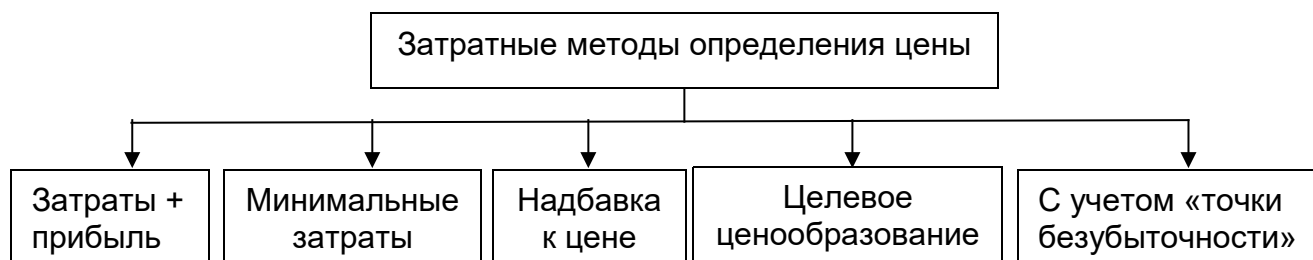 Затратные методы определения цены
Затраты +
прибыль
Минимальные
затраты
Надбавка
к цене
Целевое
ценообразование
С учетом «точки
безубыточности»